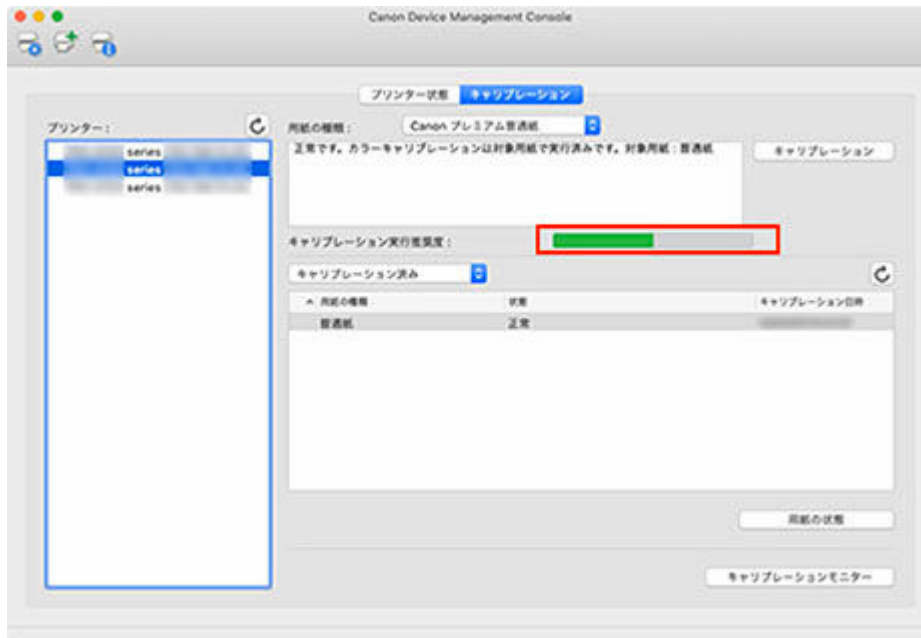 Canon Device Management Console
プリンター状態 キャリブレーション
プリンター：
用紙の種類： Canon プレミアム普通紙
series
series
series
正常です。カラーキャリブレーションは対象用紙で実行済みです。対象用紙：普通紙
キャリブレーション
キャリブレーション実行推奨度：
キャリブレーション済み
用紙の種類 状態 キャリブレーション日時
普通紙 正常
用紙の状態
キャリブレーションモニター